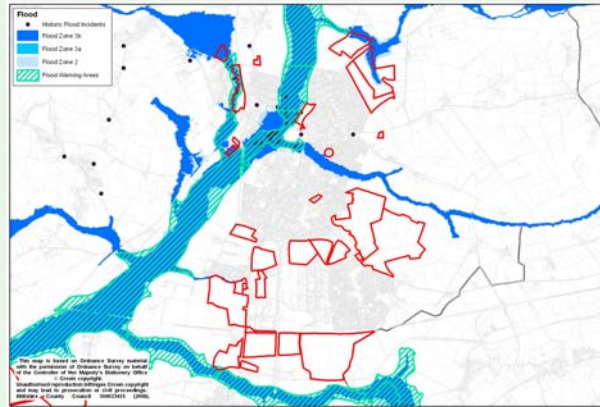 Flood
Historic Flood Incidents
Flood Zone 3b
Flood Zone 3a
Flood Zone 2
Flood Warning Areas
This map is based on Ordnance Survey material
with the permission of Ordnance Survey on behalf
of the Controller of Her Majesty's Stationery Office
© Crown copyright.
Unauthorised reproduction infringes Crown copyright
and may lead to prosecution or civil proceedings.
Wiltshire County Council